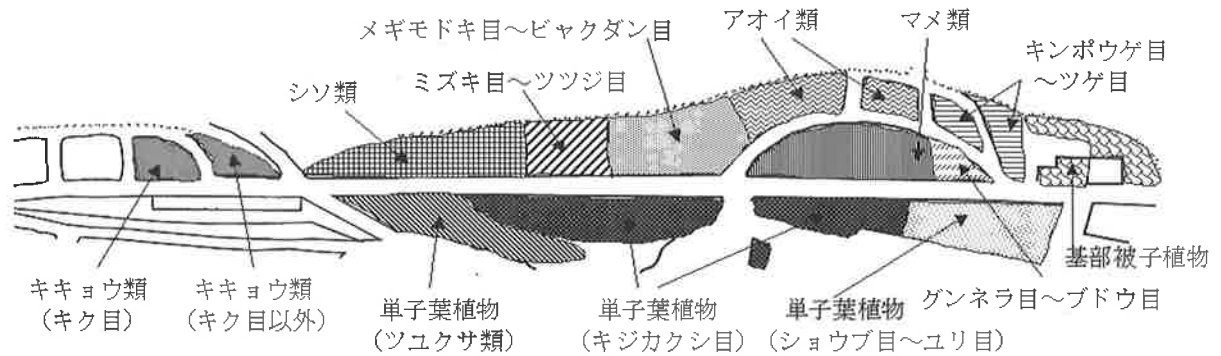 メギモドキ目～ビャクダン目
アオイ類
マメ類
キンポウゲ目
～ツゲ目
ミズキ目～ツツジ目
シソ類
基部被子植物
キキョウ類
（キク目）
キキョウ類
（キク目以外）
単子葉植物
（ツユクサ類）
単子葉植物
（キジカクシ目）
単子葉植物
（ショウブ目～ユリ目）
グンネラ目～ブドウ目